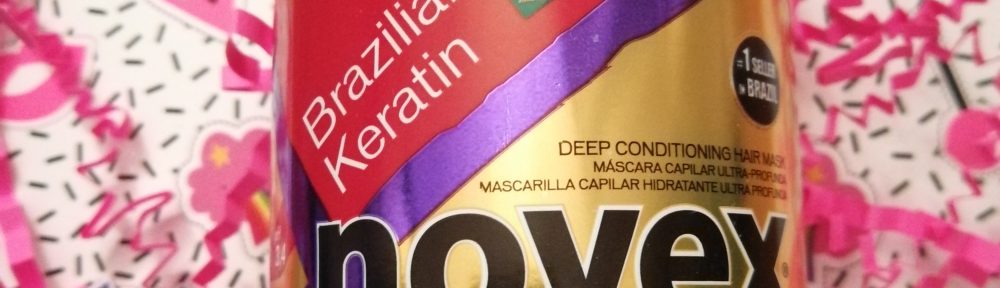 Brazilian
Keratin
#1 SELLER
in BRAZIL
DEEP CONDITIONING HAIR MASK
MÁSCARA CAPILAR ULTRA-PROFUNDA
MASCARILLA CAPILAR HIDRATANTE ULTRA PROFUNDA
novex